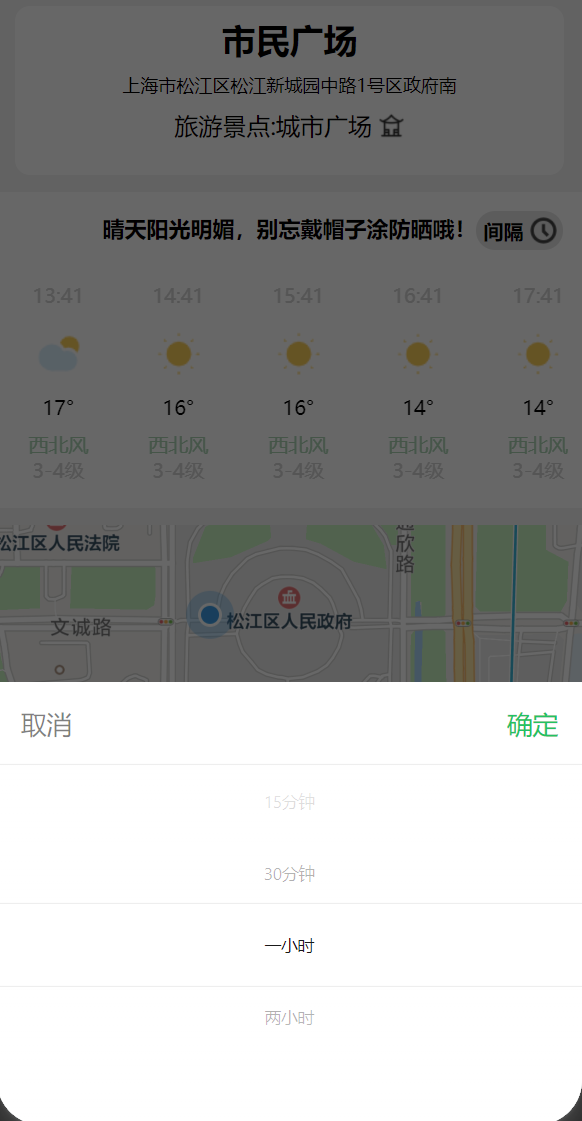 市民广场
上海市松江区松江新城园中路1号区政府南
旅游景点:城市广场
晴天阳光明媚，别忘戴帽子涂防晒哦！ 间隔
13:41 14:41 15:41 16:41 17:41
17° 16° 16° 14° 14°
西北风 西北风 西北风 西北风 西北风
3-4级 3-4级 3-4级 3-4级 3-4级
通欣路
松江区人民法院
松江区人民政府
文诚路
取消 确定
15分钟
30分钟
一小时
两小时